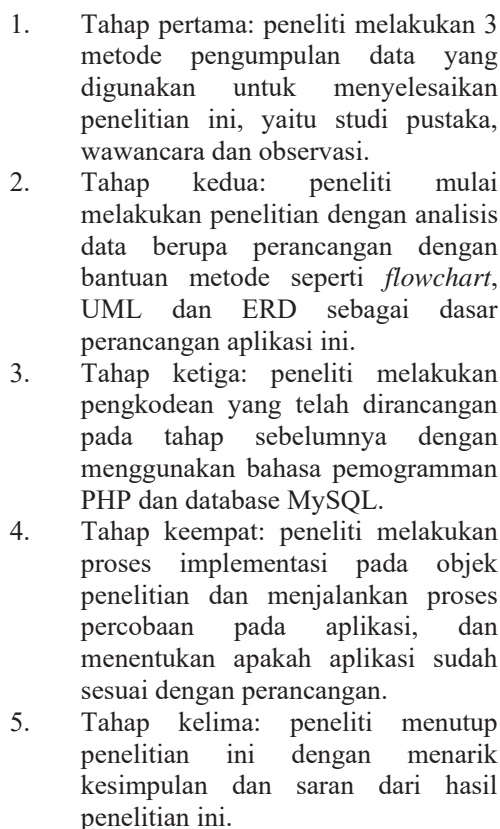 1. Tahap pertama: peneliti melakukan 3
metode pengumpulan data yang
digunakan untuk menyelesaikan
penelitian ini, yaitu studi pustaka,
wawancara dan observasi.
2. Tahap kedua: peneliti mulai
melakukan penelitian dengan analisis
data berupa perancangan dengan
bantuan metode seperti flowchart,
UML dan ERD sebagai dasar
perancangan aplikasi ini.
3. Tahap ketiga: peneliti melakukan
pengkodean yang telah dirancangan
pada tahap sebelumnya dengan
menggunakan bahasa pemogramman
PHP dan database MySQL.
4. Tahap keempat: peneliti melakukan
proses implementasi pada objek
penelitian dan menjalankan proses
percobaan pada aplikasi, dan
menentukan apakah aplikasi sudah
sesuai dengan perancangan.
5. Tahap kelima: peneliti menutup
penelitian ini dengan menarik
kesimpulan dan saran dari hasil
penelitian ini.